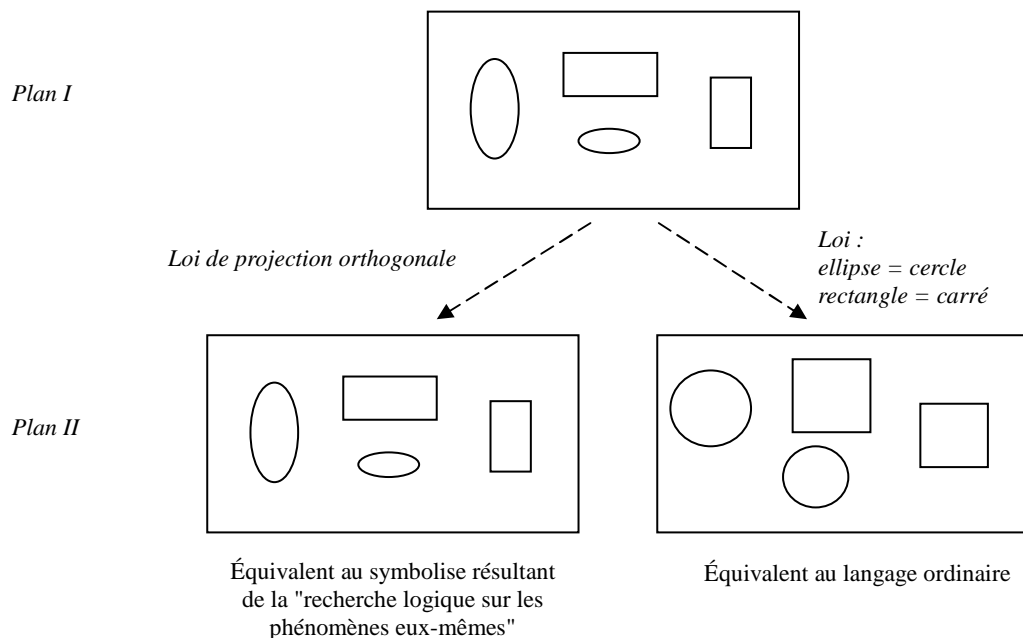 Plan I
Loi de projection orthogonale
Loi :
ellipse = cercle
rectangle = carré
Plan II
Équivalent au symbolise résultant
de la "recherche logique sur les
phénomènes eux-mêmes"
Équivalent au langage ordinaire